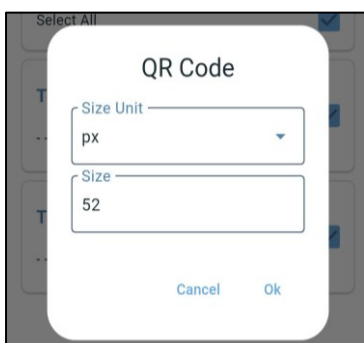 Select All
QR Code
Size Unit
px
Size
52
T
T
Cancel
Ok